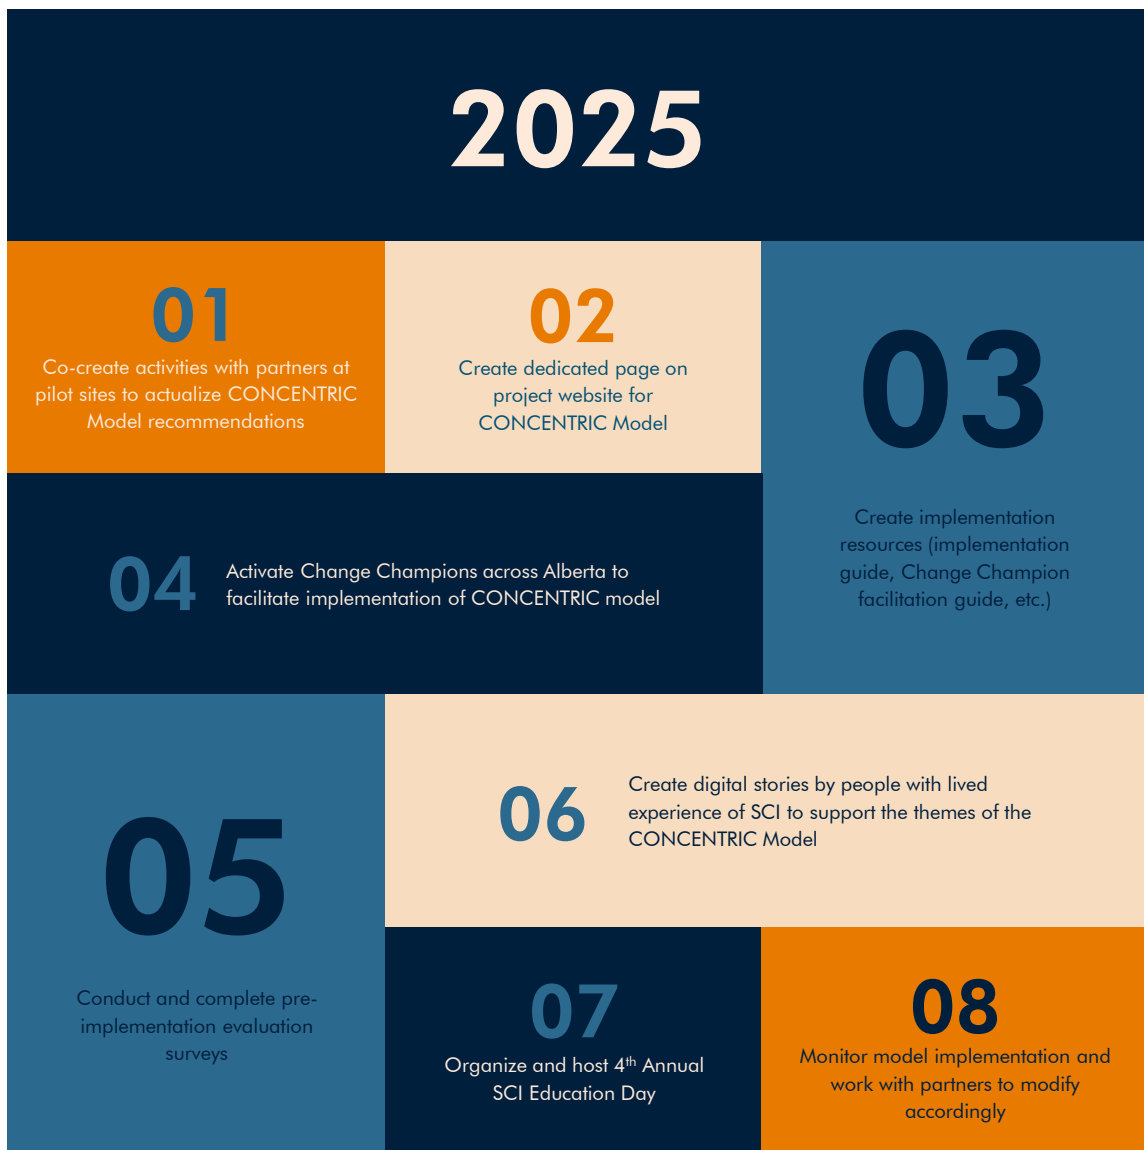 2025
01
Co-create activities with partners at
pilot sites to actualize CONCENTRIC
Model recommendations
02
Create dedicated page on
project website for
CONCENTRIC Model
03
Create implementation
resources (implementation
guide, Change Champion
facilitation guide, etc.)
04
Activate Change Champions across Alberta to
facilitate implementation of CONCENTRIC model
05
Conduct and complete pre-
implementation evaluation
surveys
06
Create digital stories by people with lived
experience of SCI to support the themes of the
CONCENTRIC Model
07
Organize and host 4th Annual
SCI Education Day
08
Monitor model implementation and
work with partners to modify
accordingly